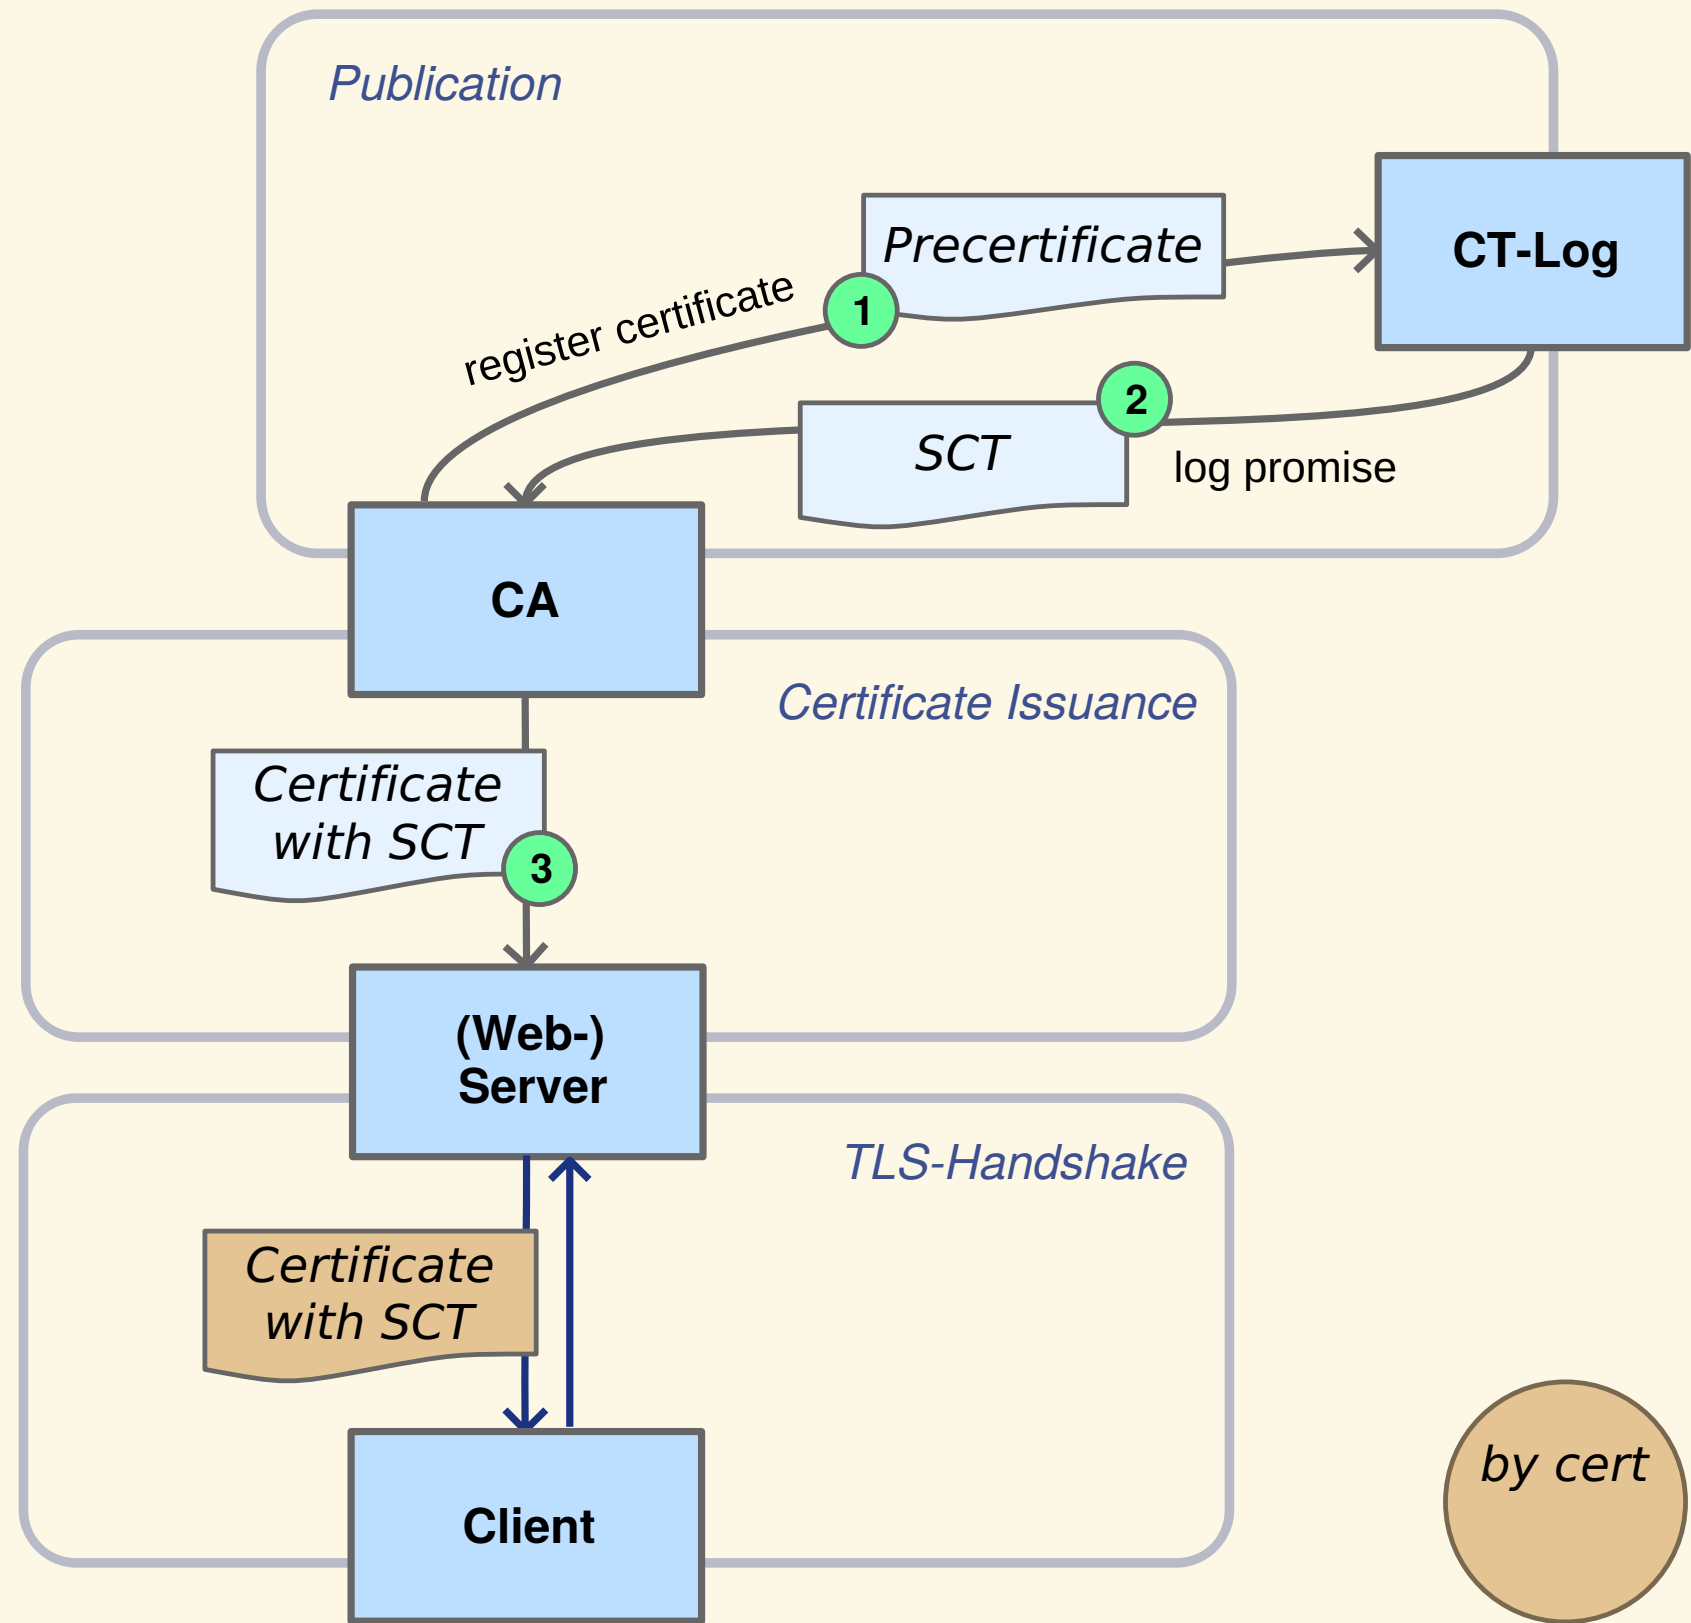 Publication
Precertificate
CT-Log
register certificate
1
2
SCT
log promise
CA
Certificate Issuance
Certificate
with SCT
3
(Web-)
Server
TLS-Handshake
Certificate
with SCT
by cert
Client